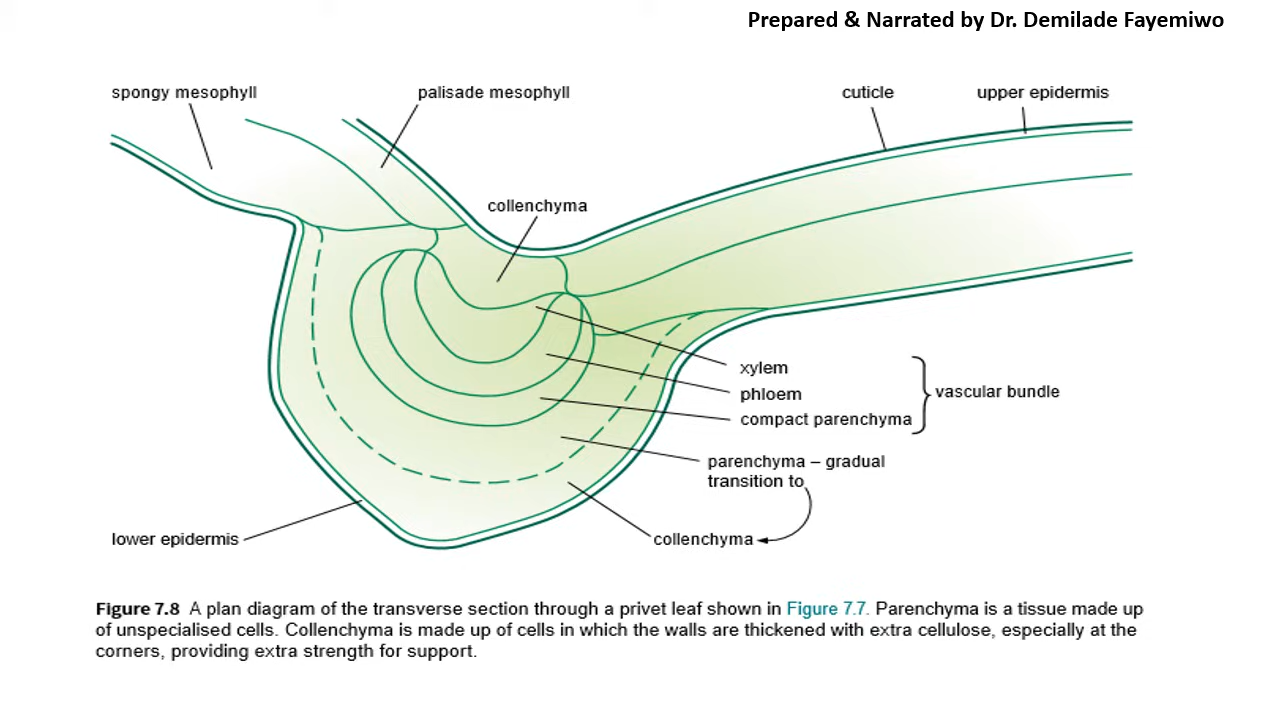 Prepared & Narrated by Dr. Demilade Fayemiwo
spongy mesophyll
palisade mesophyll
cuticle
upper epidermis
collenchyma
xylem
phloem
vascular bundle
compact parenchyma
parenchyma – gradual
transition to
lower epidermis
collenchyma
Figure 7.8 A plan diagram of the transverse section through a privet leaf shown in Figure 7.7. Parenchyma is a tissue made up
of unspecialised cells. Collenchyma is made up of cells in which the walls are thickened with extra cellulose, especially at the
corners, providing extra strength for support.